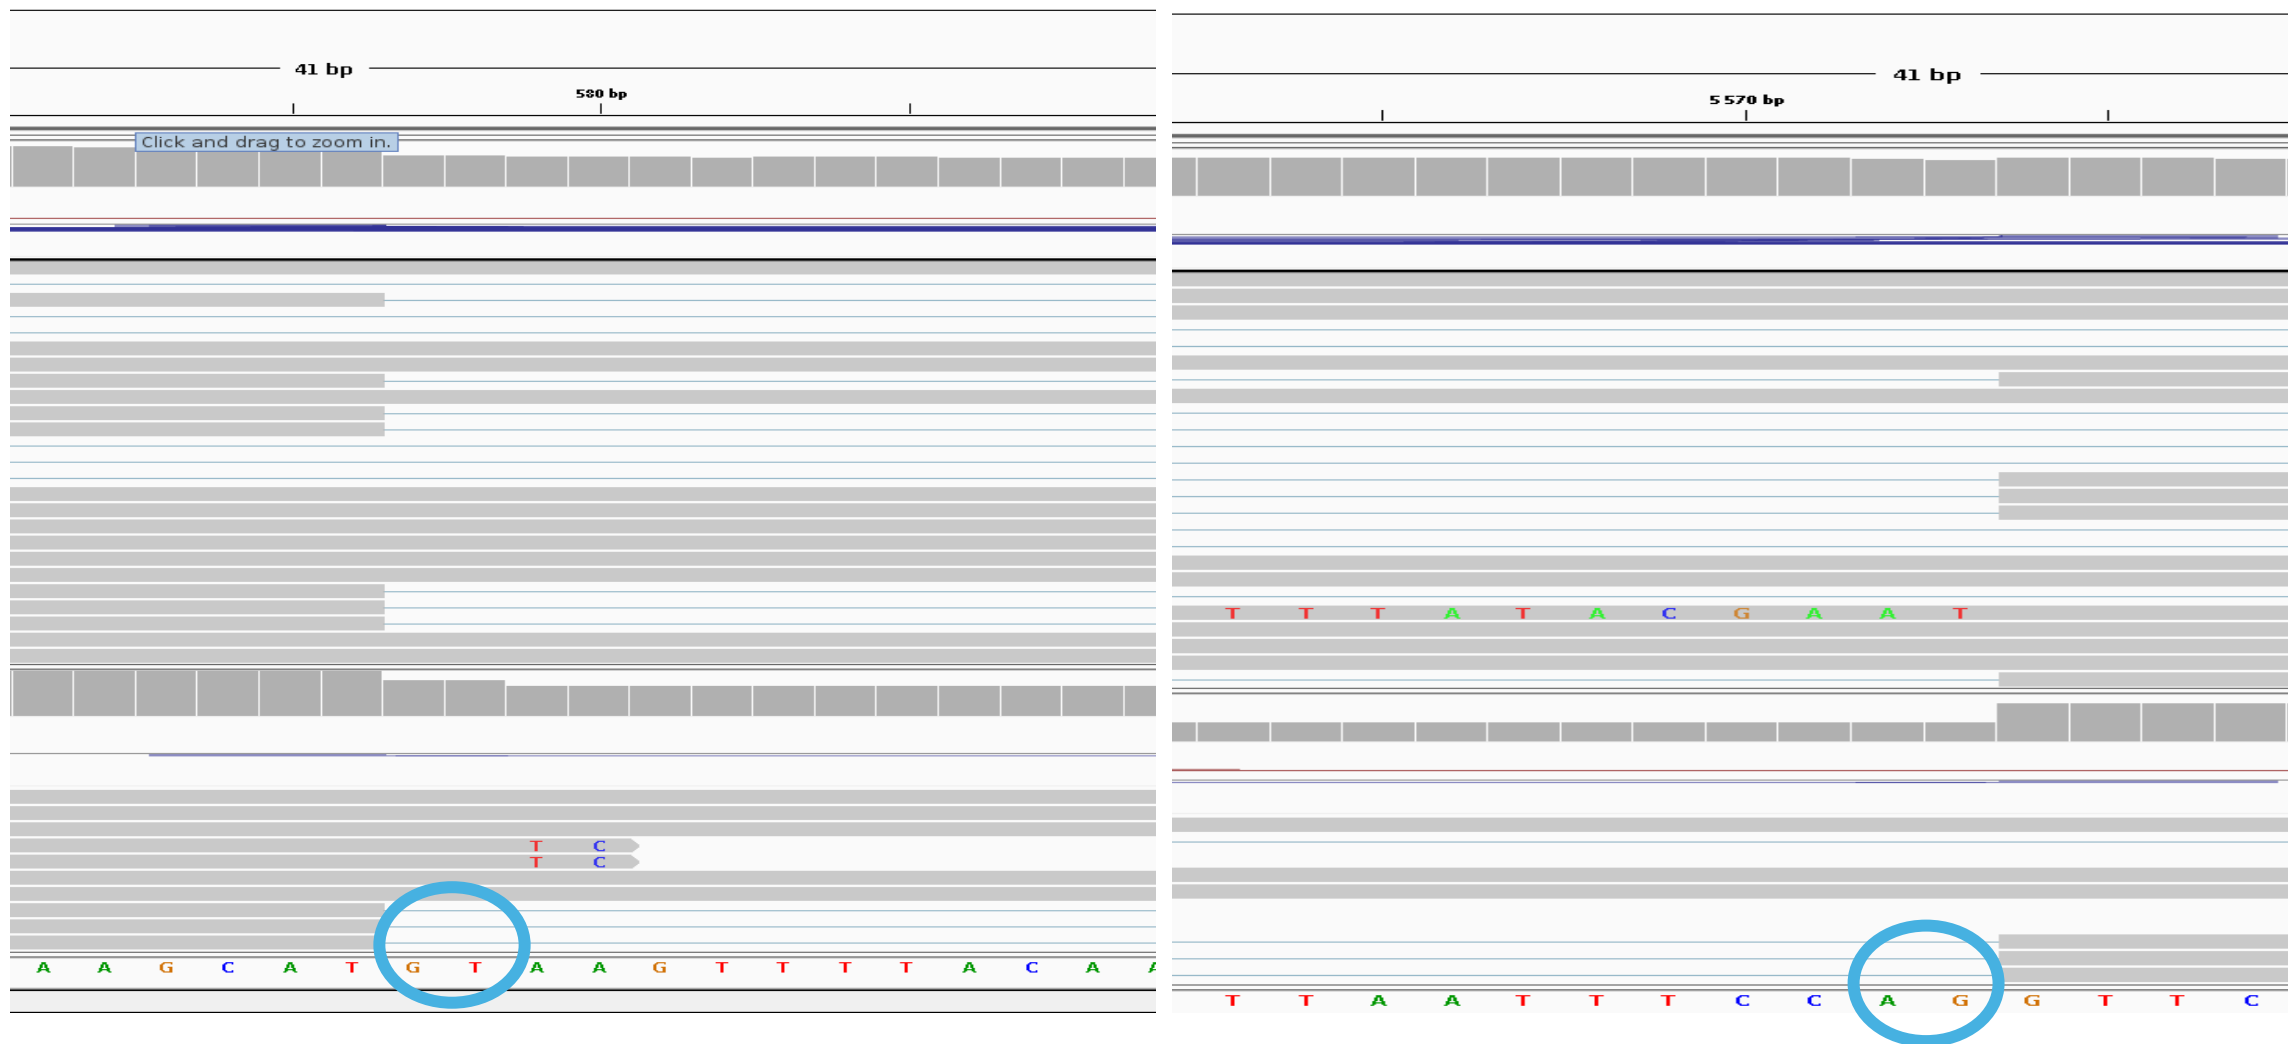 41 bp
580 bp
Click and drag to zoom in.
T C
T C
A A G C A T G T A A G T T T T A C A A
41 bp
5 570 bp
T T T A T A C G A A T
T T A A T T T C C A G G T T C